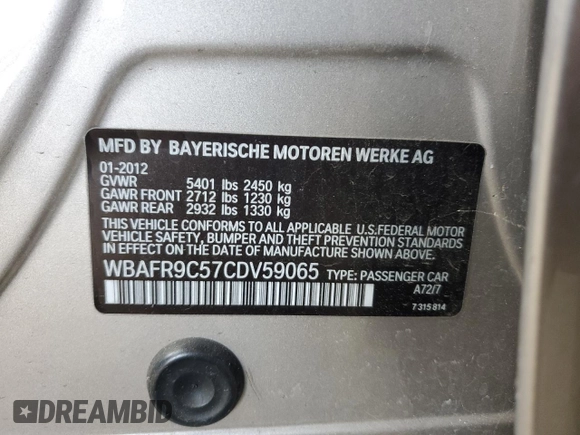 MFD BY BAYERISCHE MOTOREN WERKE AG
01-2012
GVWR 5401 lbs 2450 kg
GAWR FRONT 2712 lbs 1230 kg
GAWR REAR 2932 lbs 1330 kg
THIS VEHICLE CONFORMS TO ALL APPLICABLE U.S.FEDERAL MOTOR
VEHICLE SAFETY, BUMPER AND THEFT PREVENTION STANDARDS
IN EFFECT ON THE DATE OF MANUFACTURE SHOWN ABOVE.
WBAFR9C57CDV59065 TYPE: PASSENGER CAR
A72/7
7 315 814
DREAMBID